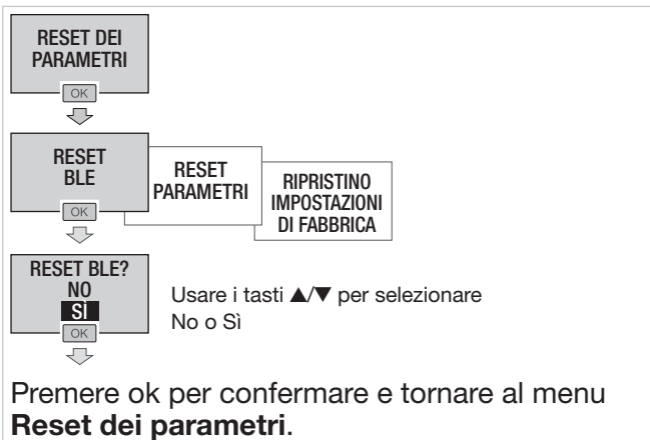 RESET DEI
PARAMETRI
OK
RESET
BLE
OK
RESET
PARAMETRI
RIPRISTINO
IMPOSTAZIONI
DI FABBRICA
RESET BLE?
NO
SÌ
OK
Usare i tasti ▲/▼ per selezionare
No o Sì
Premere ok per confermare e tornare al menu
Reset dei parametri.